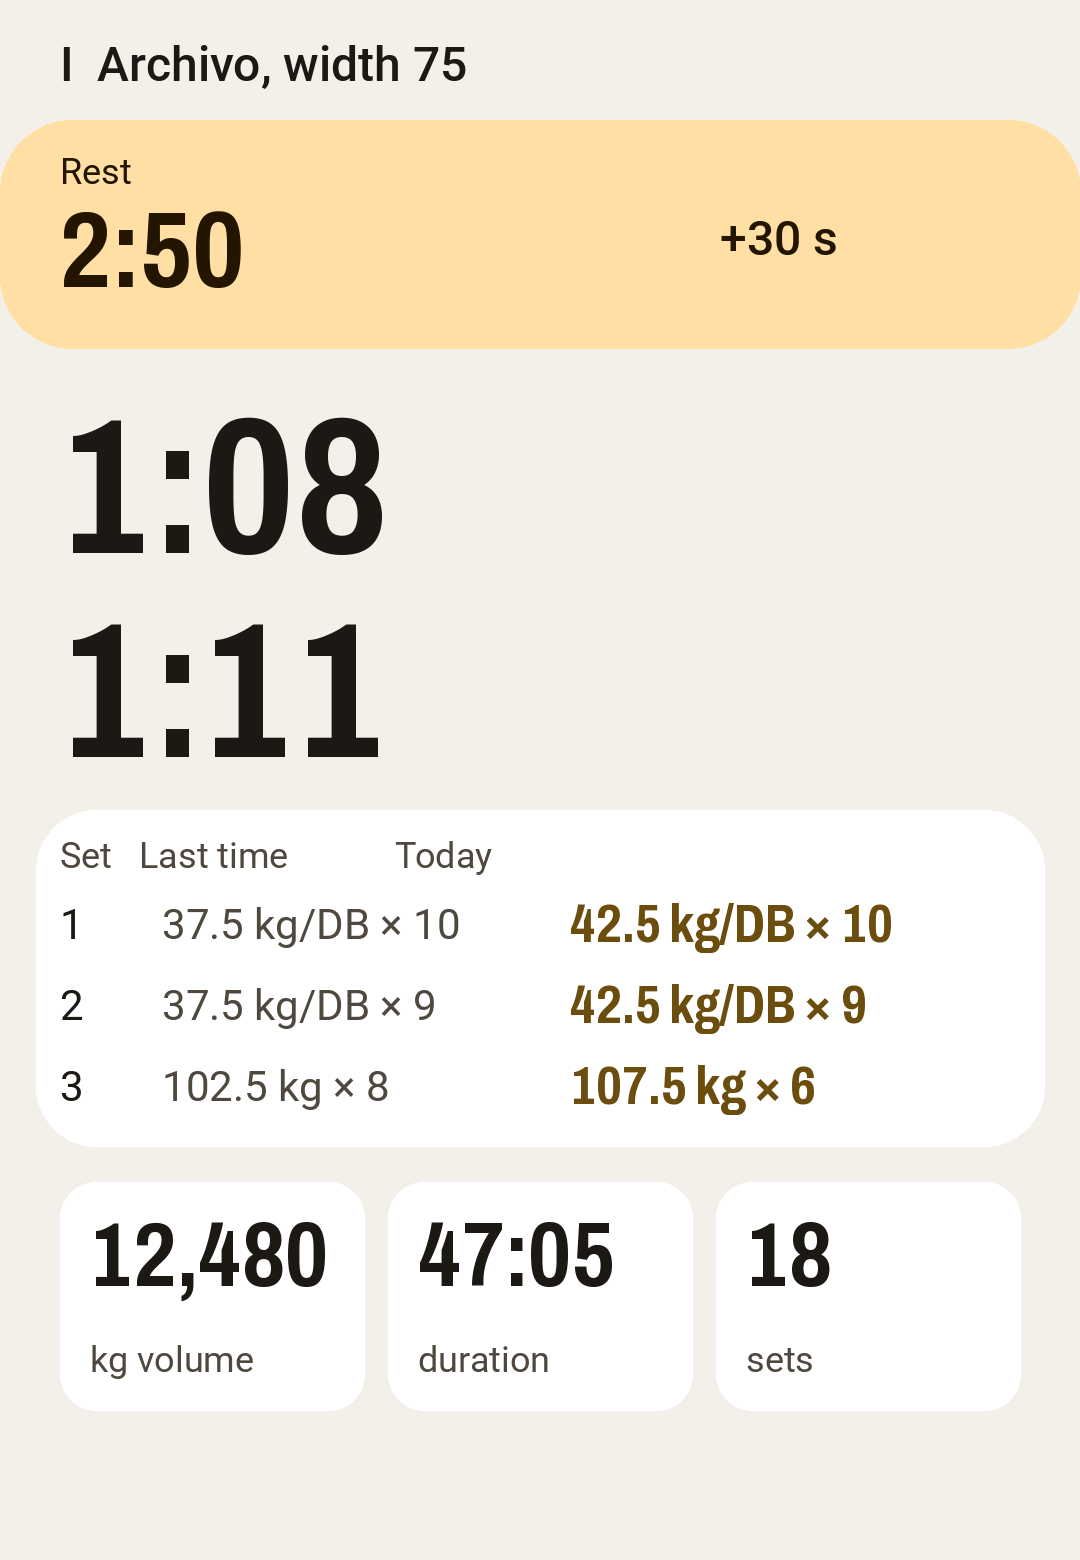 I Archivo, width 75
Rest
2:50
+30 s
1:08
1:11
Set Last time Today
1 37.5 kg/DB × 10 42.5 kg/DB × 10
2 37.5 kg/DB × 9 42.5 kg/DB × 9
3 102.5 kg × 8 107.5 kg × 6
12,480 47:05 18
kg volume duration sets